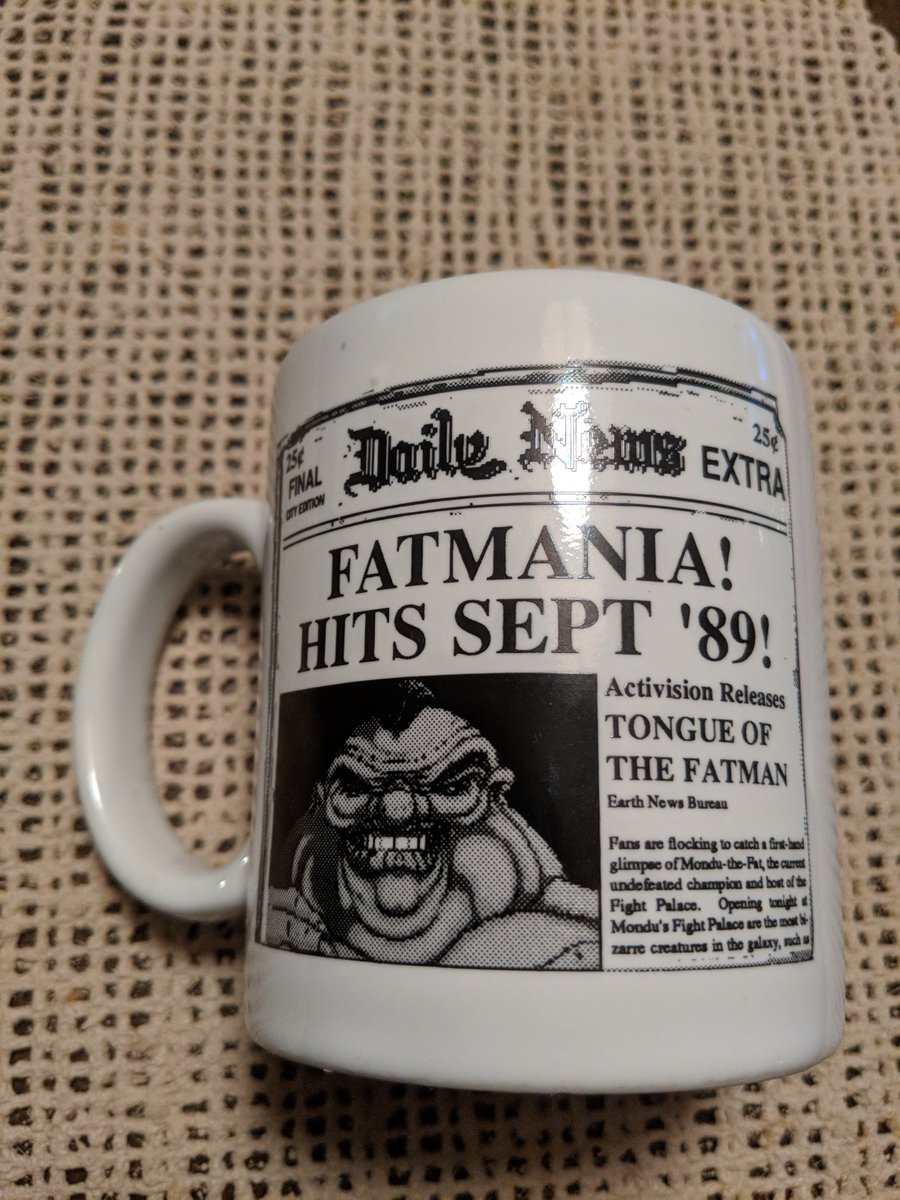 25¢
FINAL
CITY EDITION
Daily News
25¢
EXTRA
FATMANIA!
HITS SEPT '89!
Activision Releases
TONGUE OF
THE FATMAN
Earth News Bureau
Fans are flocking to catch a first-hand
glimpse of Mondu-the-Fat, the current
undefeated champion and host of the
Fight Palace. Opening tonight at
Mondu's Fight Palace are the most bi-
zarre creatures in the galaxy, such as